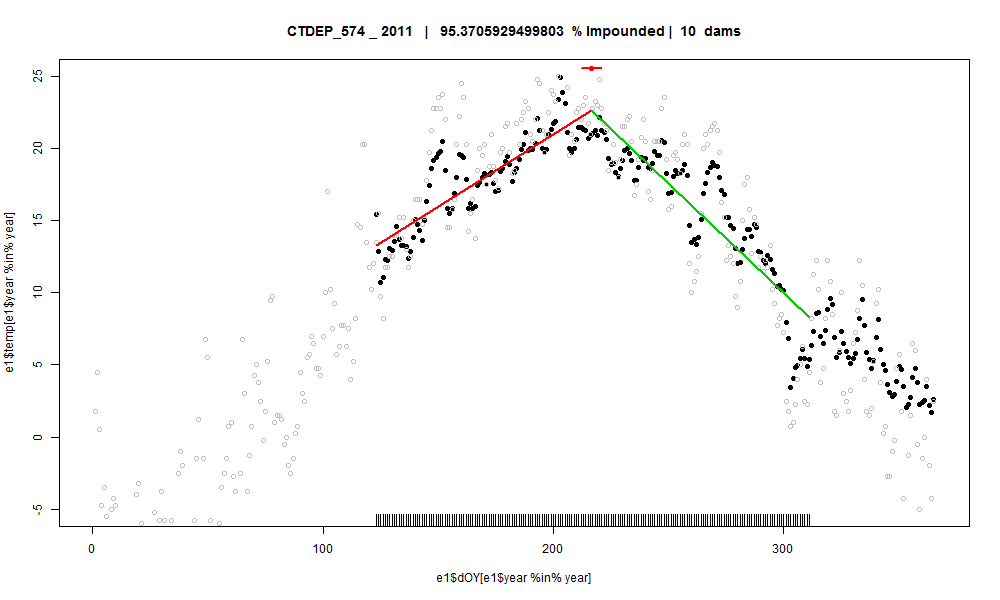 CTDEP_574 _ 2011 | 95.3705929499803 % Impounded | 10 dams
e1$temp[e1$year %in% year]
25
20
15
10
5
0
-5
0 100 200 300
e1$dOY[e1$year %in% year]